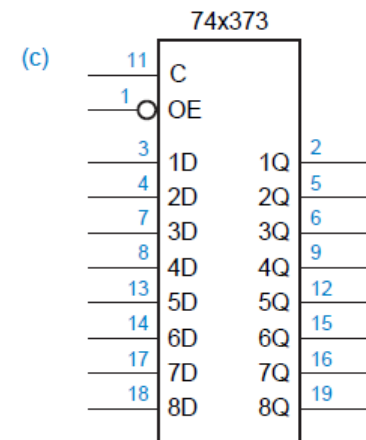 74x373
(c)
11 C
1 OE
3 1D 1Q 2
4 2D 2Q 5
7 3D 3Q 6
8 4D 4Q 9
13 5D 5Q 12
14 6D 6Q 15
17 7D 7Q 16
18 8D 8Q 19